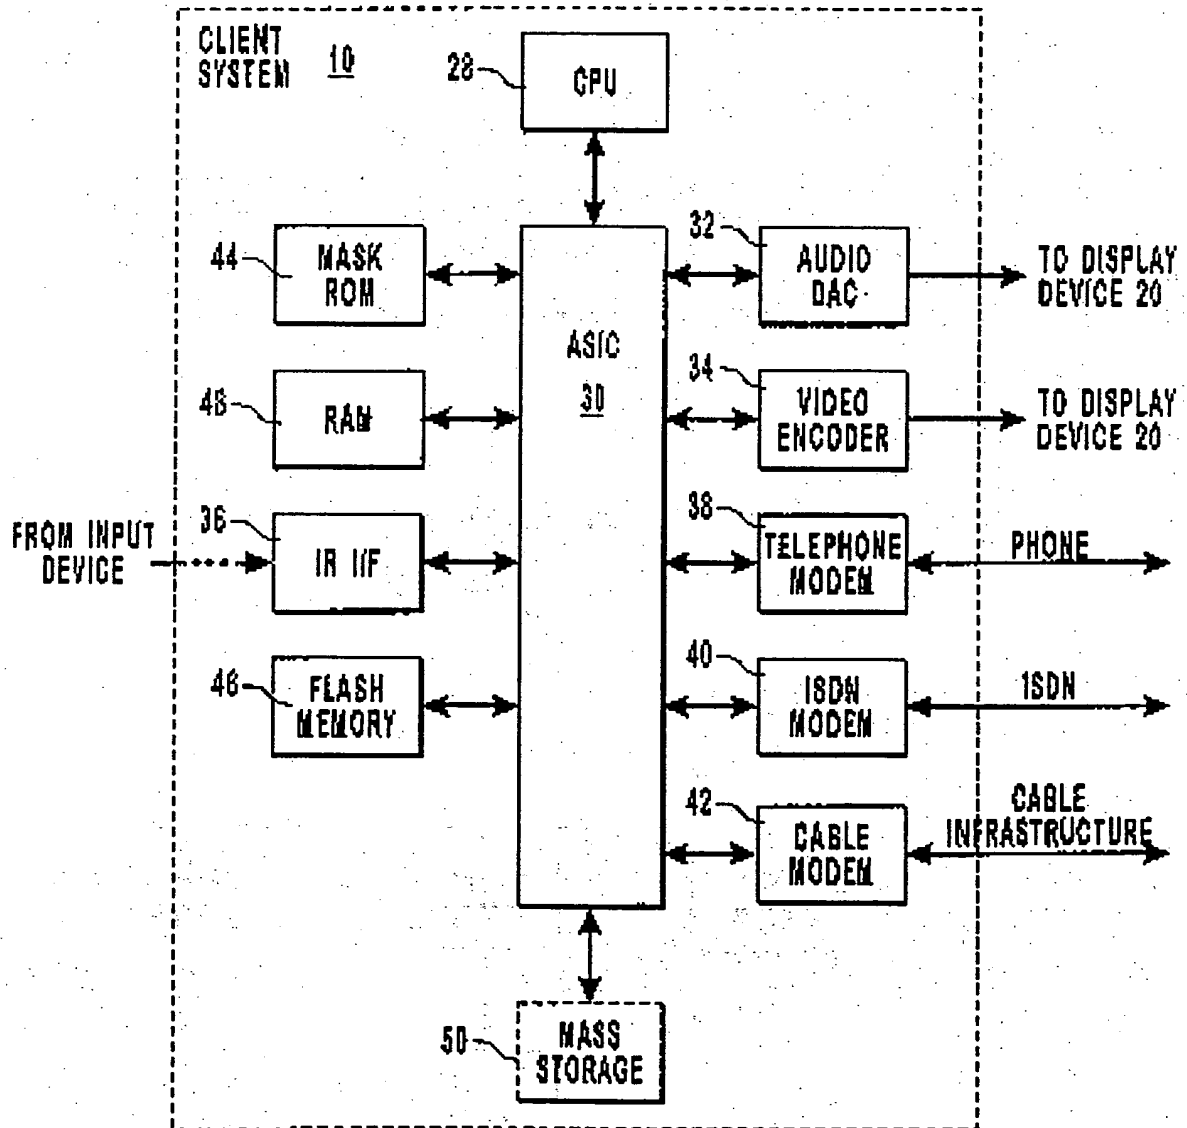 CLIENT
SYSTEM 10
28
CPU
44
MASK
ROM
32
AUDIO
DAC
TO DISPLAY
DEVICE 20
ASIC
30
48
RAM
34
VIDEO
ENCODER
TO DISPLAY
DEVICE 20
FROM INPUT
DEVICE
36
IR I/F
38
TELEPHONE
MODEM
PHONE
46
FLASH
MEMORY
40
ISDN
MODEM
ISDN
42
CABLE
MODEM
CABLE
INFRASTRUCTURE
50
MASS
STORAGE